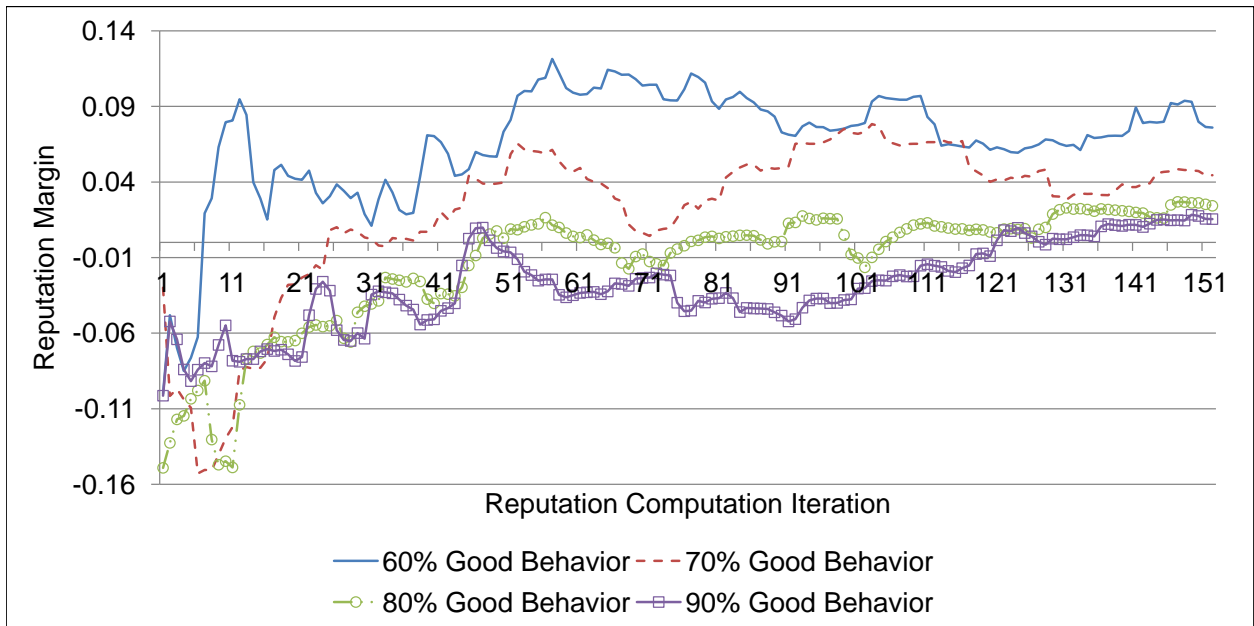 0.14
0.09
0.04
-0.01
-0.06
-0.11
-0.16
Reputation Margin
1 11 21 31 41 51 61 71 81 91 101 111 121 131 141 151
Reputation Computation Iteration
60% Good Behavior 70% Good Behavior
80% Good Behavior 90% Good Behavior